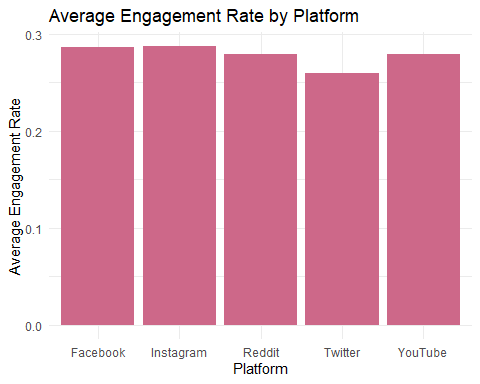 Average Engagement Rate by Platform
Average Engagement Rate
0.3
0.2
0.1
0.0
Facebook Instagram Reddit Twitter YouTube
Platform